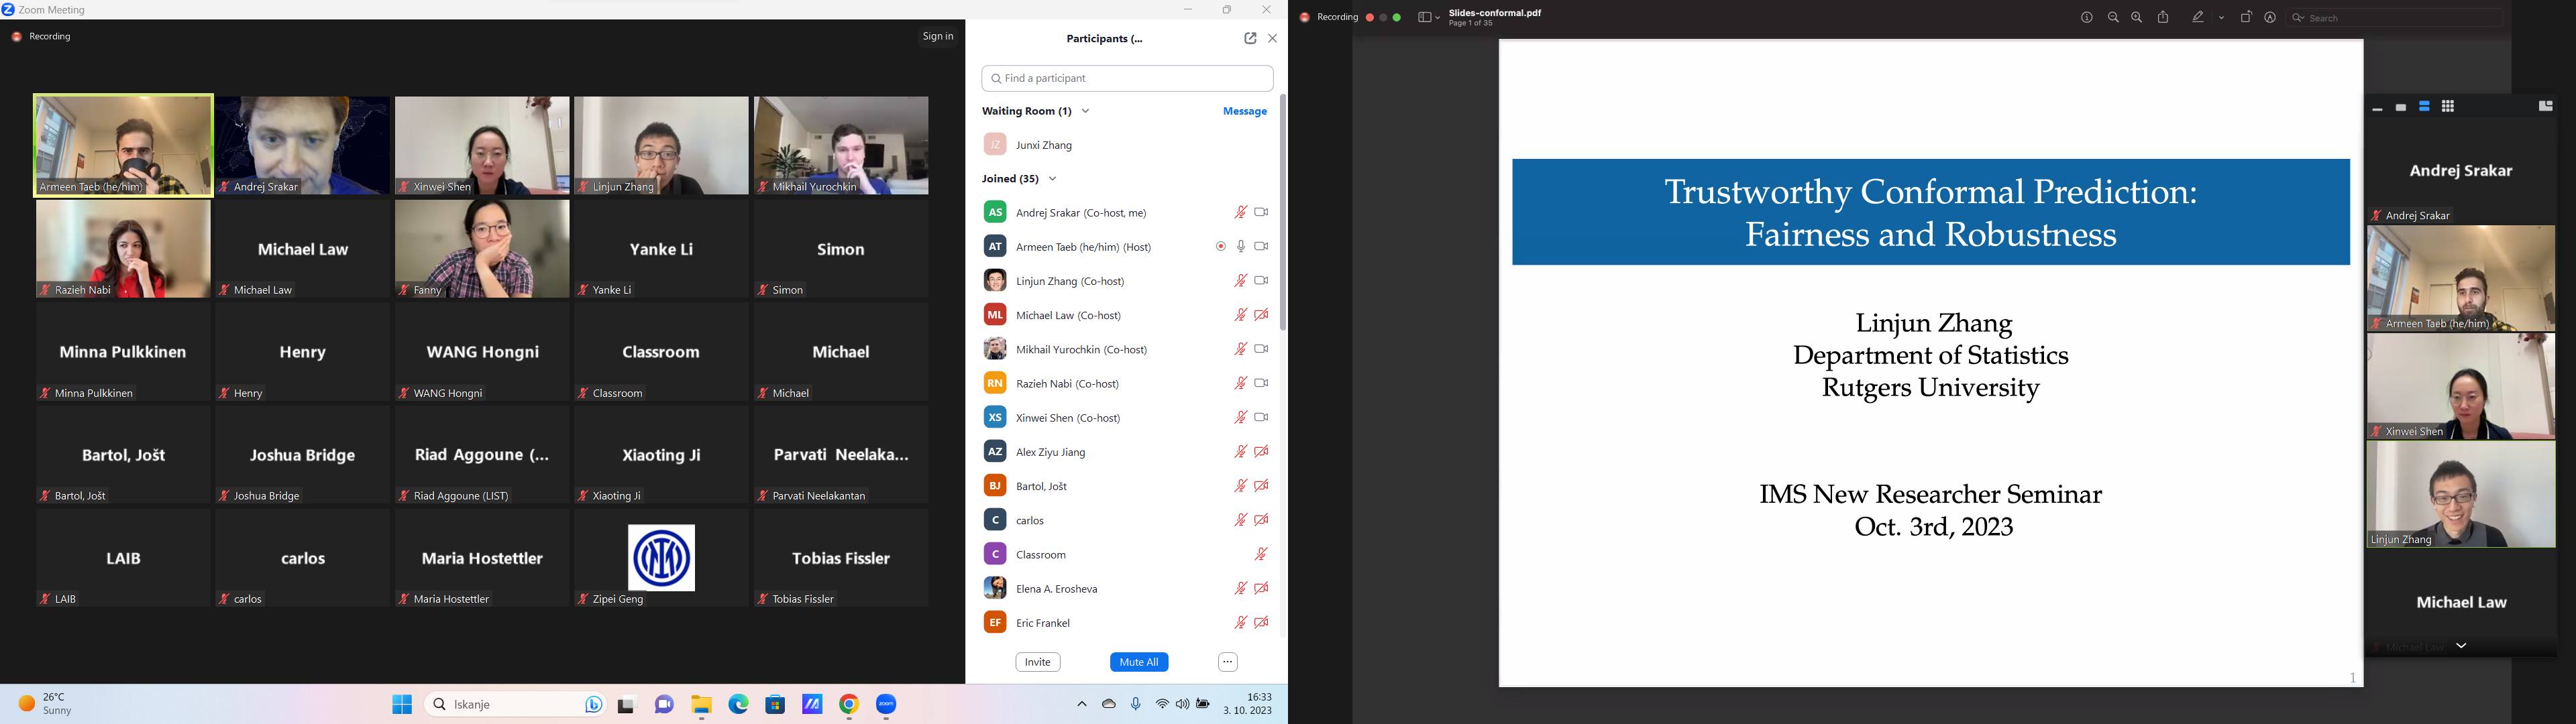 Zoom Meeting
Recording
Sign in
Armeen Taeb (he/him)
Andrej Srakar
Xinwei Shen
Linjun Zhang
Mikhail Yurochkin
Razieh Nabi
Michael Law
Michael Law
Fanny
Yanke Li
Yanke Li
Simon
Simon
Minna Pulkkinen
Minna Pulkkinen
Henry
Henry
WANG Hongni
WANG Hongni
Classroom
Classroom
Michael
Michael
Bartol, Jošt
Bartol, Jošt
Joshua Bridge
Joshua Bridge
Riad Aggoune (...
Riad Aggoune (LIST)
Xiaoting Ji
Xiaoting Ji
Parvati Neelaka...
Parvati Neelakantan
LAIB
LAIB
carlos
carlos
Maria Hostettler
Maria Hostettler
Zipei Geng
Tobias Fissler
Tobias Fissler
Participants (...
Find a participant
Waiting Room (1)
Message
JZ
Junxi Zhang
Joined (35)
AS
Andrej Srakar (Co-host, me)
AT
Armeen Taeb (he/him) (Host)
Linjun Zhang (Co-host)
ML
Michael Law (Co-host)
Mikhail Yurochkin (Co-host)
RN
Razieh Nabi (Co-host)
XS
Xinwei Shen (Co-host)
AZ
Alex Ziyu Jiang
BJ
Bartol, Jošt
C
carlos
C
Classroom
Elena A. Erosheva
EF
Eric Frankel
Invite
Mute All
26°C
Sunny
Iskanje
zoom
16:33
3. 10. 2023
Recording
Slides-conformal.pdf
Page 1 of 35
Search
Trustworthy Conformal Prediction:
Fairness and Robustness
Linjun Zhang
Department of Statistics
Rutgers University
IMS New Researcher Seminar
Oct. 3rd, 2023
1
Andrej Srakar
Andrej Srakar
Armeen Taeb (he/him)
Xinwei Shen
Linjun Zhang
Michael Law
Michael Law